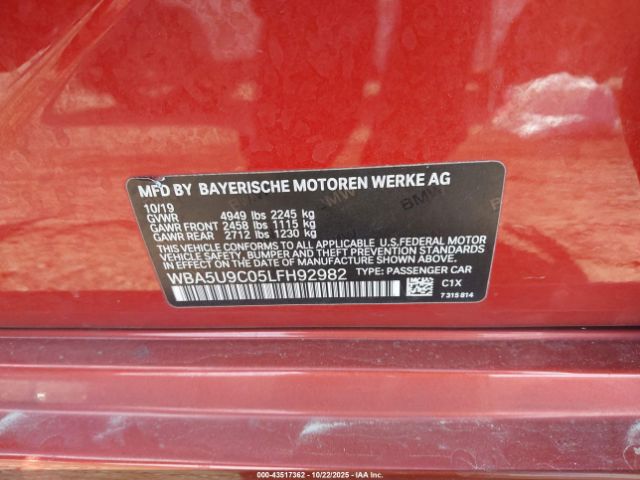 MFD BY BAYERISCHE MOTOREN WERKE AG
10/19
GVWR 4949 lbs 2245 kg
GAWR FRONT 2458 lbs 1115 kg
GAWR REAR 2712 lbs 1230 kg
THIS VEHICLE CONFORMS TO ALL APPLICABLE U.S.FEDERAL MOTOR
VEHICLE SAFETY, BUMPER AND THEFT PREVENTION STANDARDS
IN EFFECT ON THE DATE OF MANUFACTURE SHOWN ABOVE.
WBA5U9C05LFH92982 TYPE: PASSENGER CAR
C1X
7 315 814
00-43517362 | 10/22/2025 - Copyright © IAA, LLC